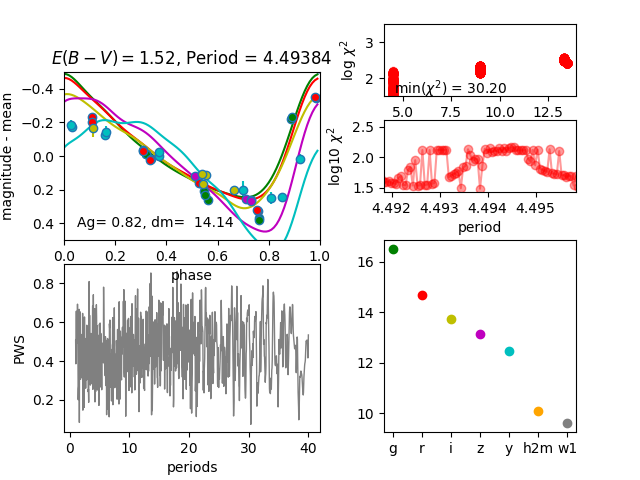 E(B − V) = 1.52, Period = 4.49384
magnitude - mean
−0.4
−0.2
0.0
0.2
0.4
Ag= 0.82, dm=  14.14
0.0 0.2 0.4 0.6 0.8 1.0
phase
log χ²
3
2
min(χ²) = 30.20
5.0 7.5 10.0 12.5
log10 χ²
2.5
2.0
1.5
4.492 4.493 4.494 4.495
period
PWS
0.8
0.6
0.4
0.2
0 10 20 30 40
periods
16
14
12
10
g r i z y h2m w1